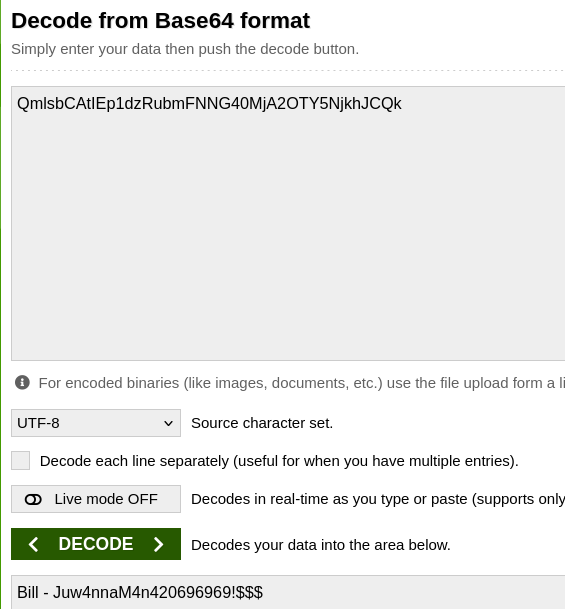 Decode from Base64 format
Simply enter your data then push the decode button.
QmlsbCAtIEp1dzRubmFNNG40MjA2OTY5NjkhJCQk
For encoded binaries (like images, documents, etc.) use the file upload form a li
UTF-8 Source character set.
Decode each line separately (useful for when you have multiple entries).
Live mode OFF Decodes in real-time as you type or paste (supports only
DECODE Decodes your data into the area below.
Bill - Juw4nnaM4n420696969!$$$